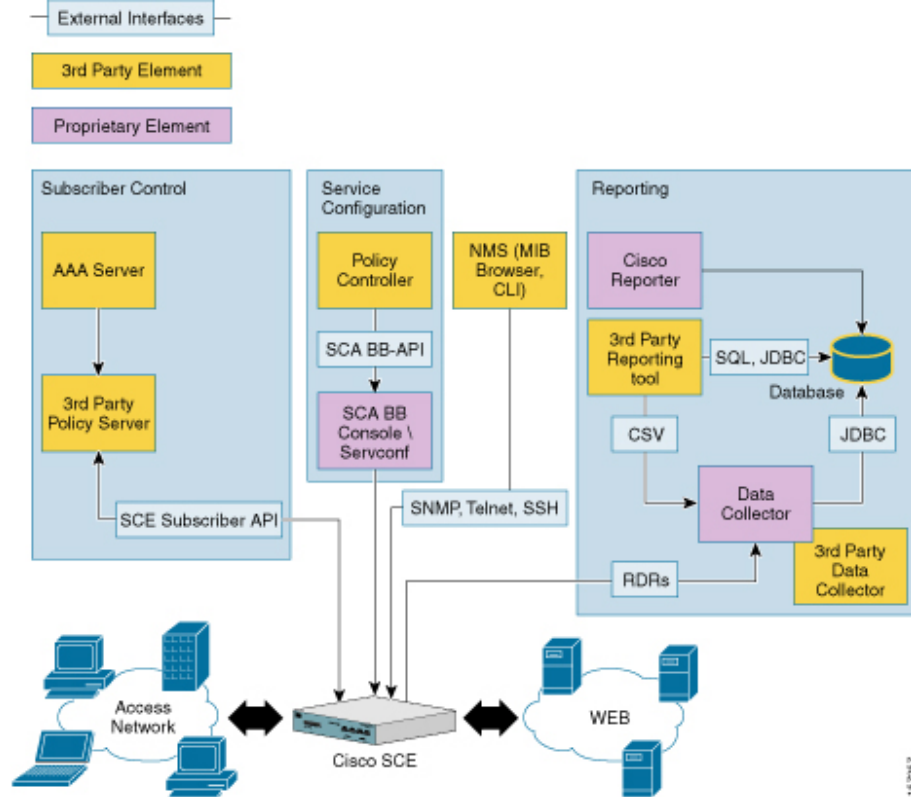 External Interfaces
3rd Party Element
Proprietary Element
Subscriber Control
AAA Server
3rd Party
Policy Server
SCE Subscriber API
Service
Configuration
Policy
Controller
SCA BB-API
SCA BB
Console \
Servconf
NMS (MIB
Browser,
CLI)
SNMP, Telnet, SSH
Reporting
Cisco
Reporter
3rd Party
Reporting
tool
SQL, JDBC
Database
CSV
JDBC
Data
Collector
3rd Party
Data
Collector
RDRs
Access
Network
Cisco SCE
WEB